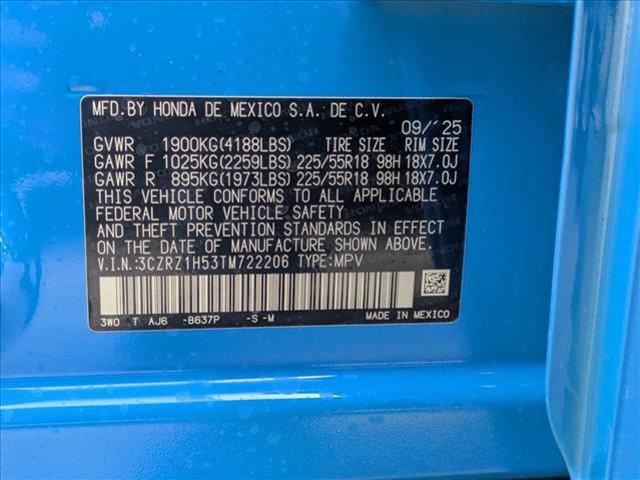 MFD.BY HONDA DE MEXICO S.A. DE C.V.
09/'25
GVWR 1900KG(4188LBS) TIRE SIZE RIM SIZE
GAWR F 1025KG(2259LBS) 225/55R18 98H 18X7.0J
GAWR R 895KG(1973LBS) 225/55R18 98H 18X7.0J
THIS VEHICLE CONFORMS TO ALL APPLICABLE
FEDERAL MOTOR VEHICLE SAFETY
AND THEFT PREVENTION STANDARDS IN EFFECT
ON THE DATE OF MANUFACTURE SHOWN ABOVE.
V.I.N.:3CZRZ1H53TM722206 TYPE:MPV
3W0 T AJ6 -B637P -S-M MADE IN MEXICO